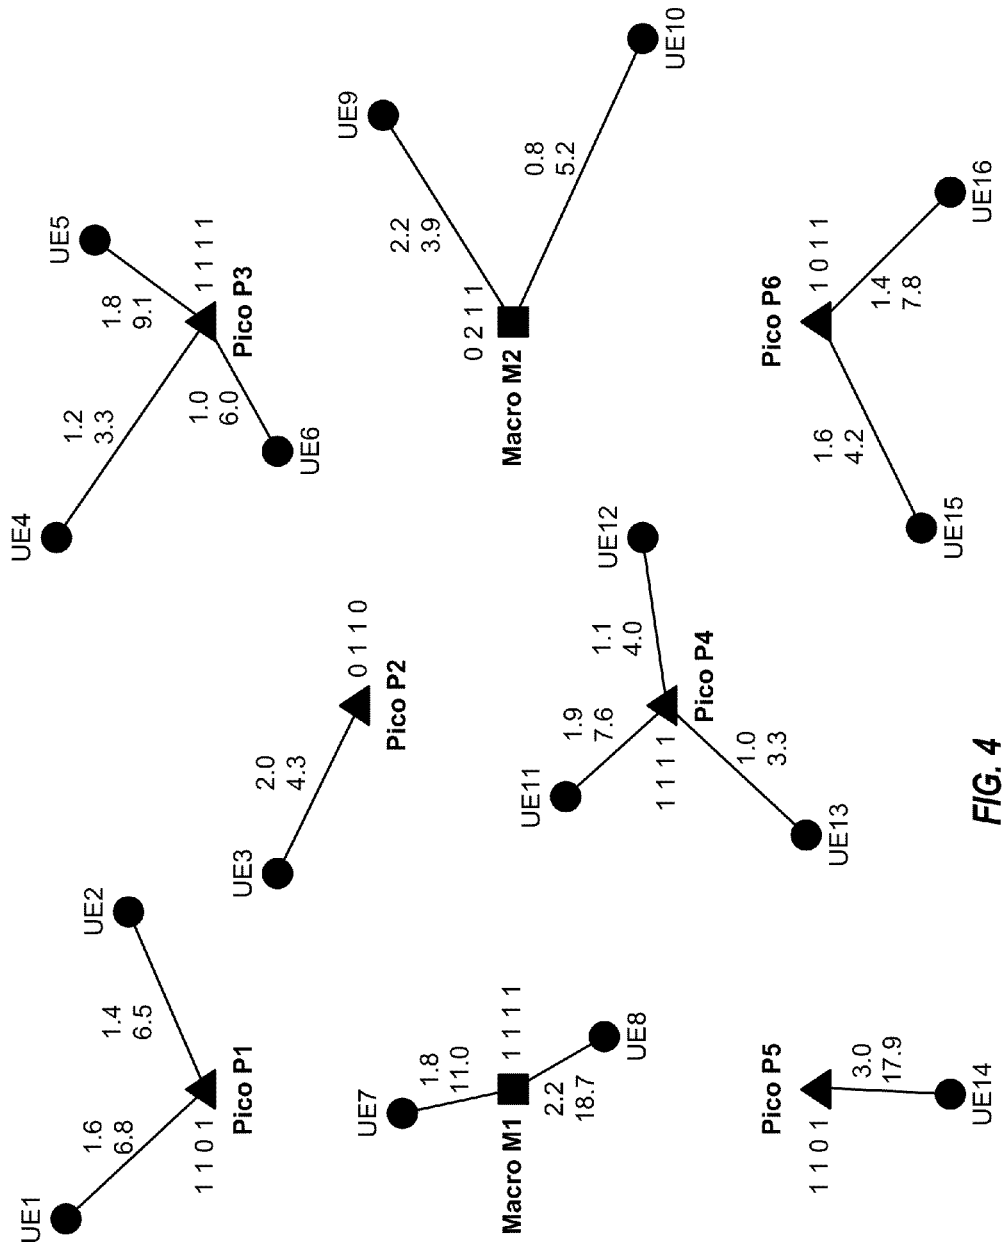 UE1
1.6
6.8
1 1 0 1
Pico P1
1.4
6.5
UE2
UE3
2.0
4.3
0 1 1 0
Pico P2
UE4
1.2
3.3
UE5
1.8
9.1
1 1 1 1
Pico P3
1.0
6.0
UE6
UE7
1.8
11.0
Macro M1
1 1 1 1
2.2
18.7
UE8
UE9
2.2
3.9
0 2 1 1
Macro M2
0.8
5.2
UE10
UE11
1.9
7.6
1 1 1 1
Pico P4
1.1
4.0
UE12
1.0
3.3
UE13
Pico P5
1 1 0 1
3.0
17.9
UE14
Pico P6
1 0 1 1
1.6
4.2
UE15
1.4
7.8
UE16
FIG. 4